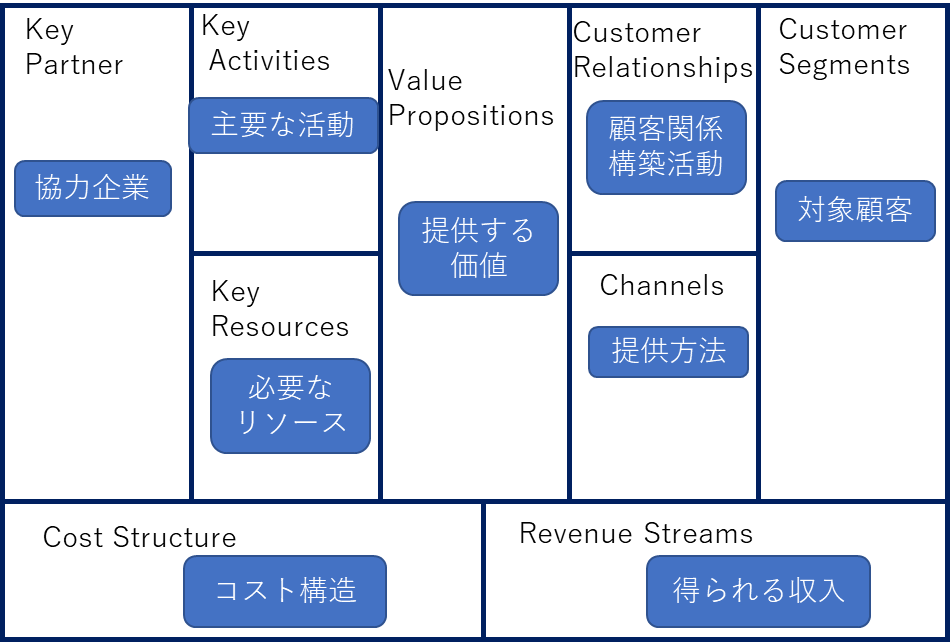 Key
Partner
協力企業
Key
Activities
主要な活動
Key
Resources
必要な
リソース
Value
Propositions
提供する
価値
Customer
Relationships
顧客関係
構築活動
Channels
提供方法
Customer
Segments
対象顧客
Cost Structure
コスト構造
Revenue Streams
得られる収入